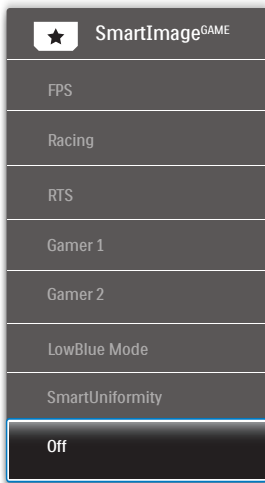 SmartImageGAME
FPS
Racing
RTS
Gamer 1
Gamer 2
LowBlue Mode
SmartUniformity
Off